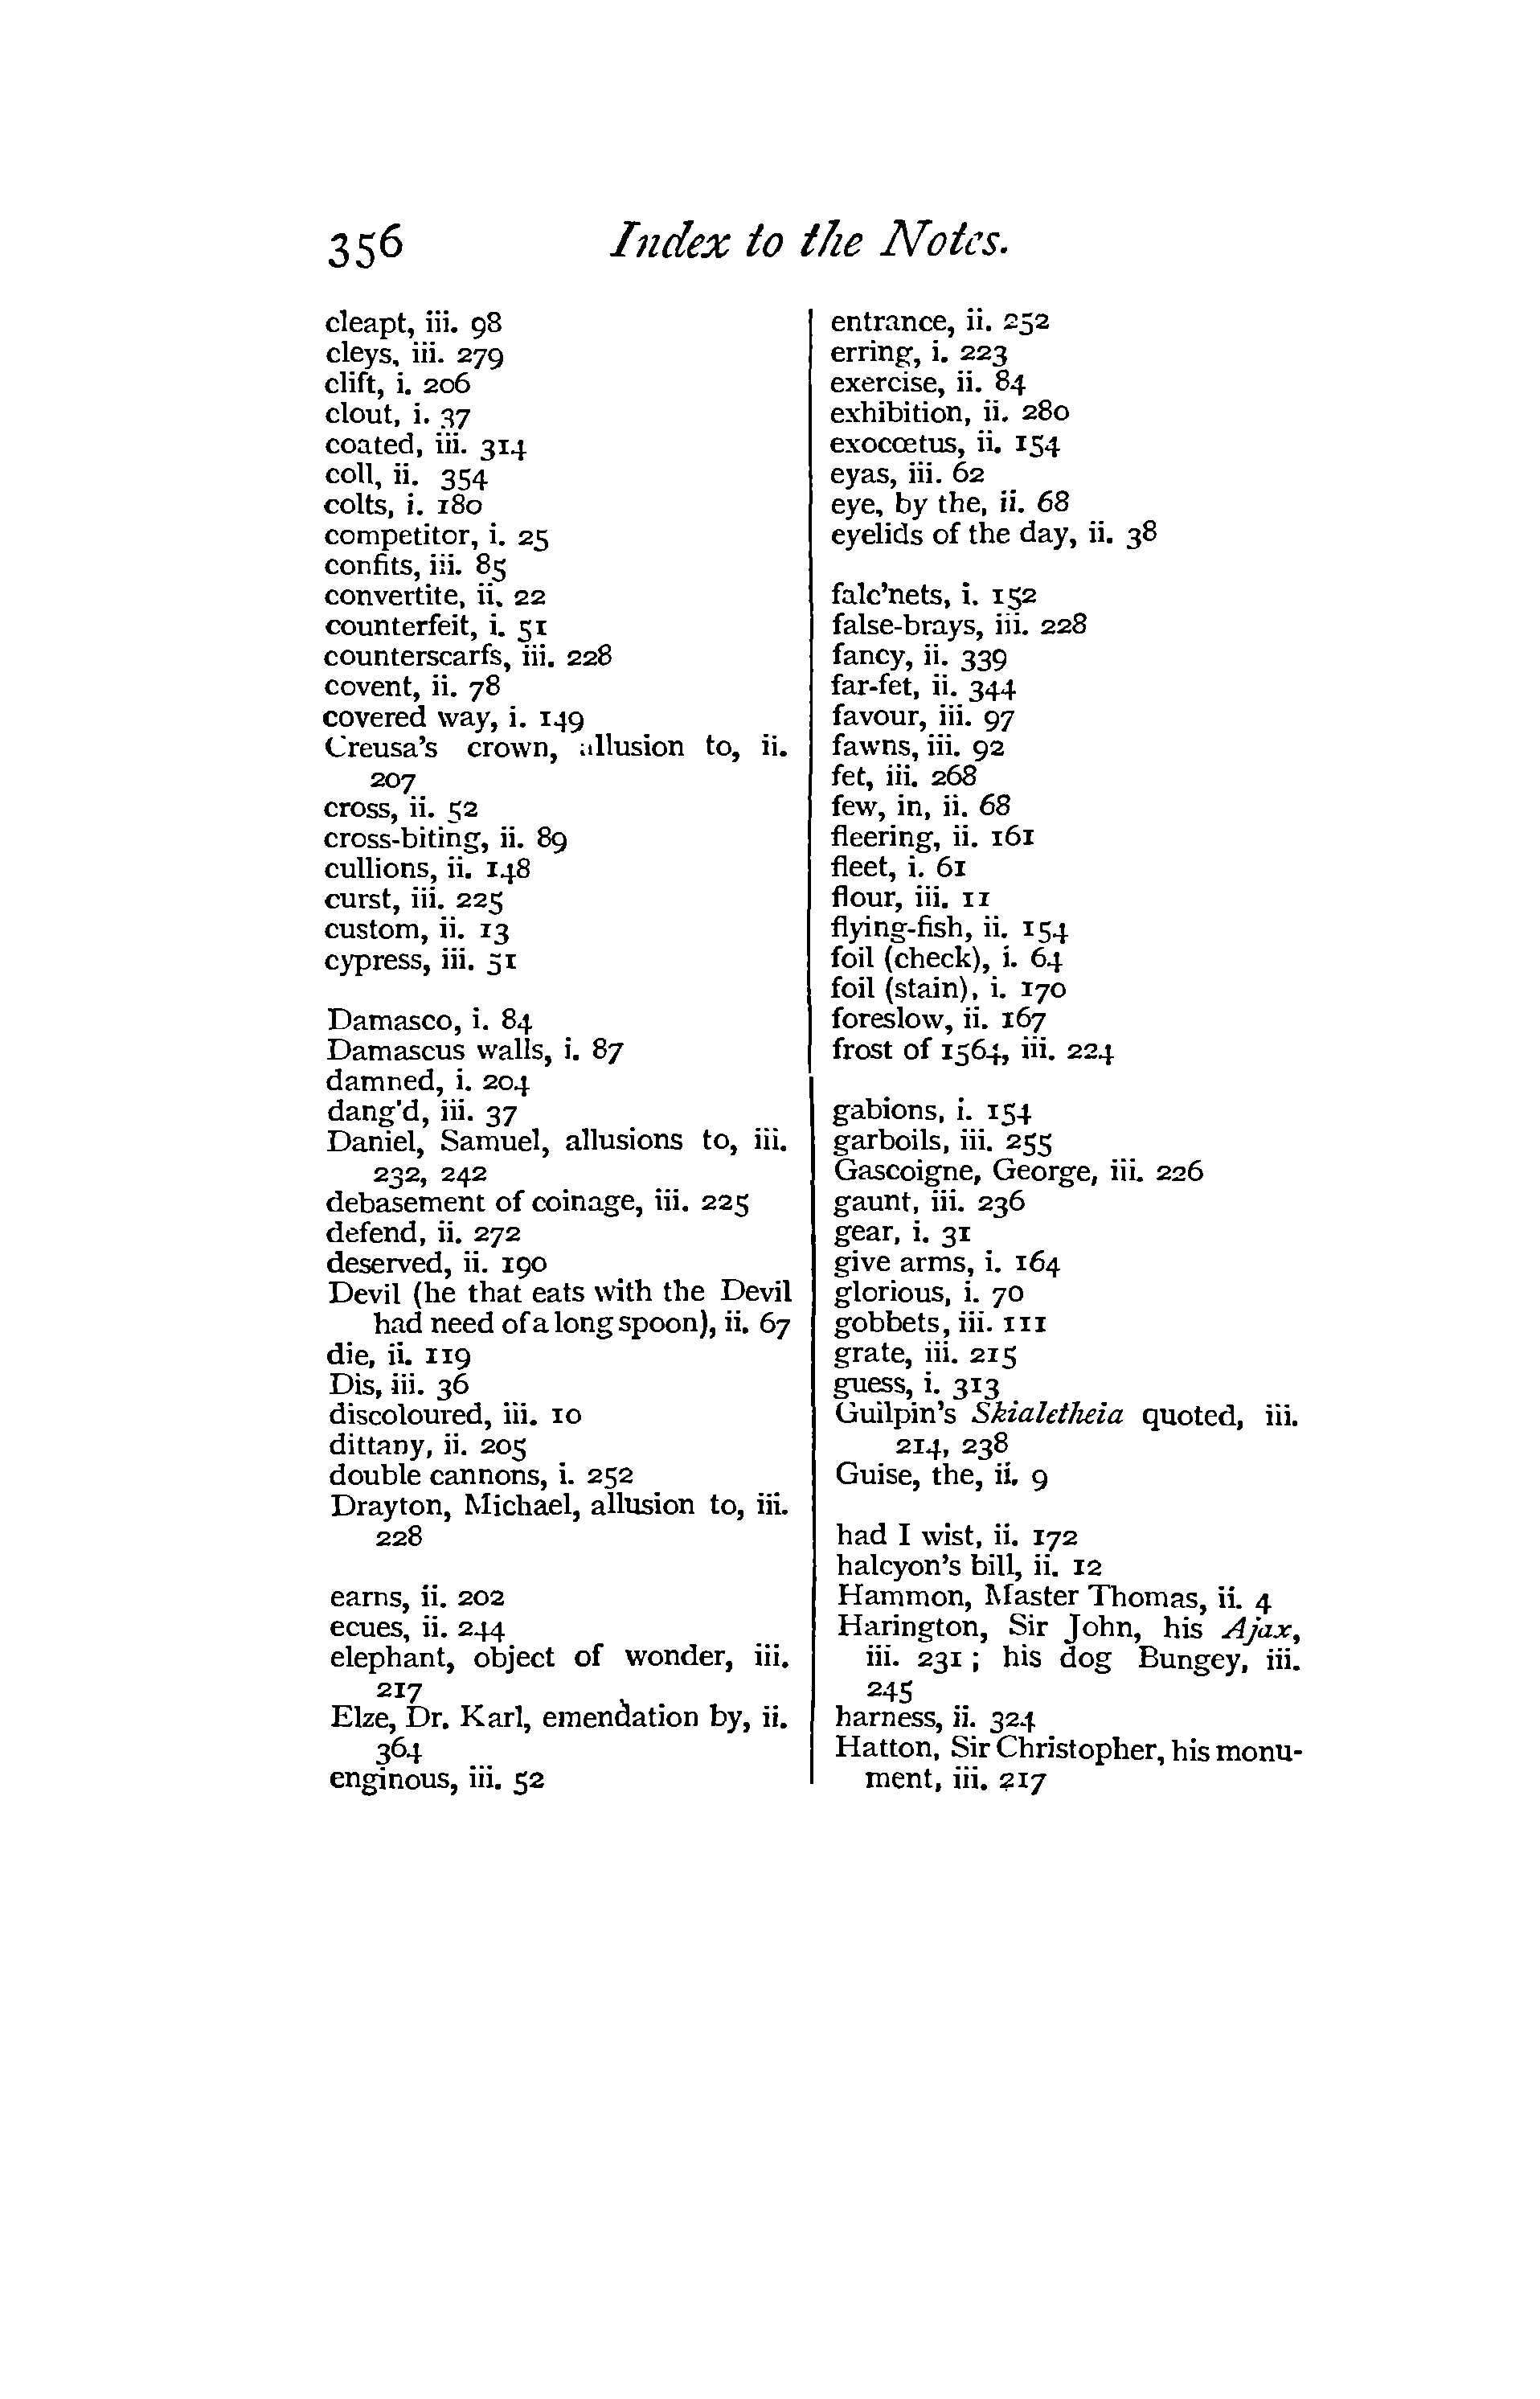 356 Index to the Notes.
cleapt, iii. 98
cleys, iii. 279
clift, i. 206
clout, i. 37
coated, iii. 314
coll, ii. 354
colts, i. 180
competitor, i. 25
confits, iii. 85
convertite, ii. 22
counterfeit, i. 51
counterscarfs, iii. 228
covent, ii. 78
covered way, i. 149
Creusa's crown, allusion to, ii.
207
cross, ii. 52
cross-biting, ii. 89
cullions, ii. 148
curst, iii. 225
custom, ii. 13
cypress, iii. 51
Damasco, i. 84
Damascus walls, i. 87
damned, i. 204
dang'd, iii. 37
Daniel, Samuel, allusions to, iii.
232, 242
debasement of coinage, iii. 225
defend, ii. 272
deserved, ii. 190
Devil (he that eats with the Devil
had need of a long spoon), ii. 67
die, ii. 119
Dis, iii. 36
discoloured, iii. 10
dittany, ii. 205
double cannons, i. 252
Drayton, Michael, allusion to, iii.
228
earns, ii. 202
ecues, ii. 244
elephant, object of wonder, iii.
217
Elze, Dr. Karl, emendation by, ii.
364
enginous, iii. 52
entrance, ii. 252
erring, i. 223
exercise, ii. 84
exhibition, ii. 280
exocœtus, ii. 154
eyas, iii. 62
eye, by the, ii. 68
eyelids of the day, ii. 38
falc'nets, i. 152
false-brays, iii. 228
fancy, ii. 339
far-fet, ii. 344
favour, iii. 97
fawns, iii. 92
fet, iii. 268
few, in, ii. 68
fleering, ii. 161
fleet, i. 61
flour, iii. 11
flying-fish, ii. 154
foil (check), i. 64
foil (stain), i. 170
foreslow, ii. 167
frost of 1564, iii. 224
gabions, i. 154
garboils, iii. 255
Gascoigne, George, iii. 226
gaunt, iii. 236
gear, i. 31
give arms, i. 164
glorious, i. 70
gobbets, iii. 111
grate, iii. 215
guess, i. 313
Guilpin's Skialetheia quoted, iii.
214, 238
Guise, the, ii. 9
had I wist, ii. 172
halcyon's bill, ii. 12
Hammon, Master Thomas, ii. 4
Harington, Sir John, his Ajax,
iii. 231; his dog Bungey, iii.
245
harness, ii. 324
Hatton, Sir Christopher, his monu-
ment, iii. 217